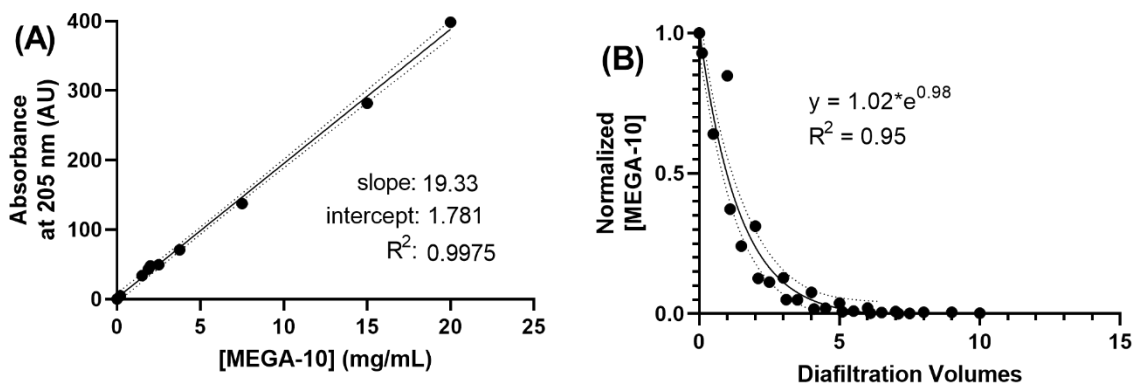 (A)
Absorbance
at 205 nm (AU)
400
300
200
100
0
slope: 19.33
intercept: 1.781
R²: 0.9975
0 5 10 15 20 25
[MEGA-10] (mg/mL)
(B)
Normalized
[MEGA-10]
1.0
0.5
0.0
y = 1.02*e^0.98
R² = 0.95
0 5 10 15
Diafiltration Volumes